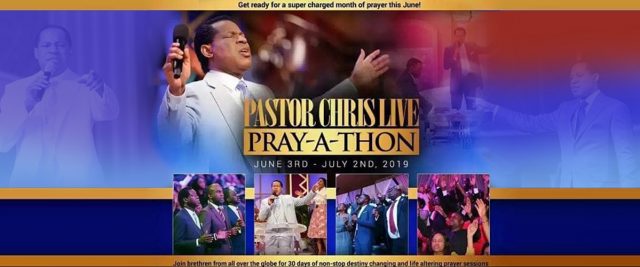 Get ready for a super charged month of prayer this June!
PASTOR CHRIS LIVE
PRAY-A-THON
JUNE 3RD - JULY 2ND, 2019
Join brethren from all over the globe for 30 days of non-stop destiny changing and life altering prayer sessions